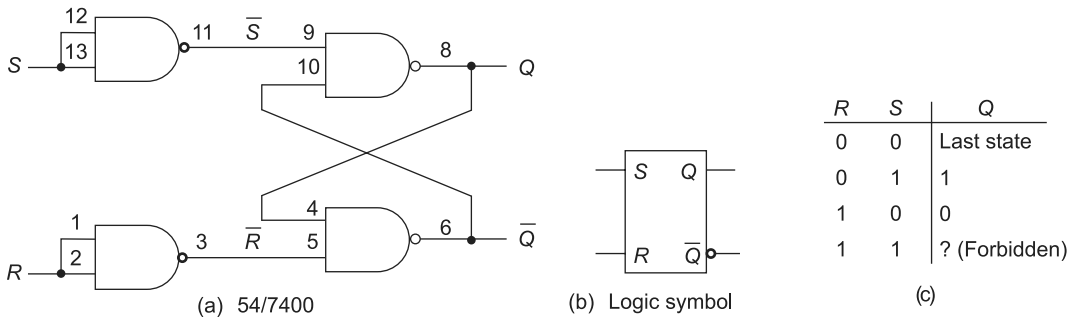 12
13
S
11
S̅
9
10
8
Q
1
2
R
3
R̅
4
5
6
Q̅
(a) 54/7400
S Q
R Q̅
(b) Logic symbol
R S Q
0 0 Last state
0 1 1
1 0 0
1 1 ? (Forbidden)
(c)